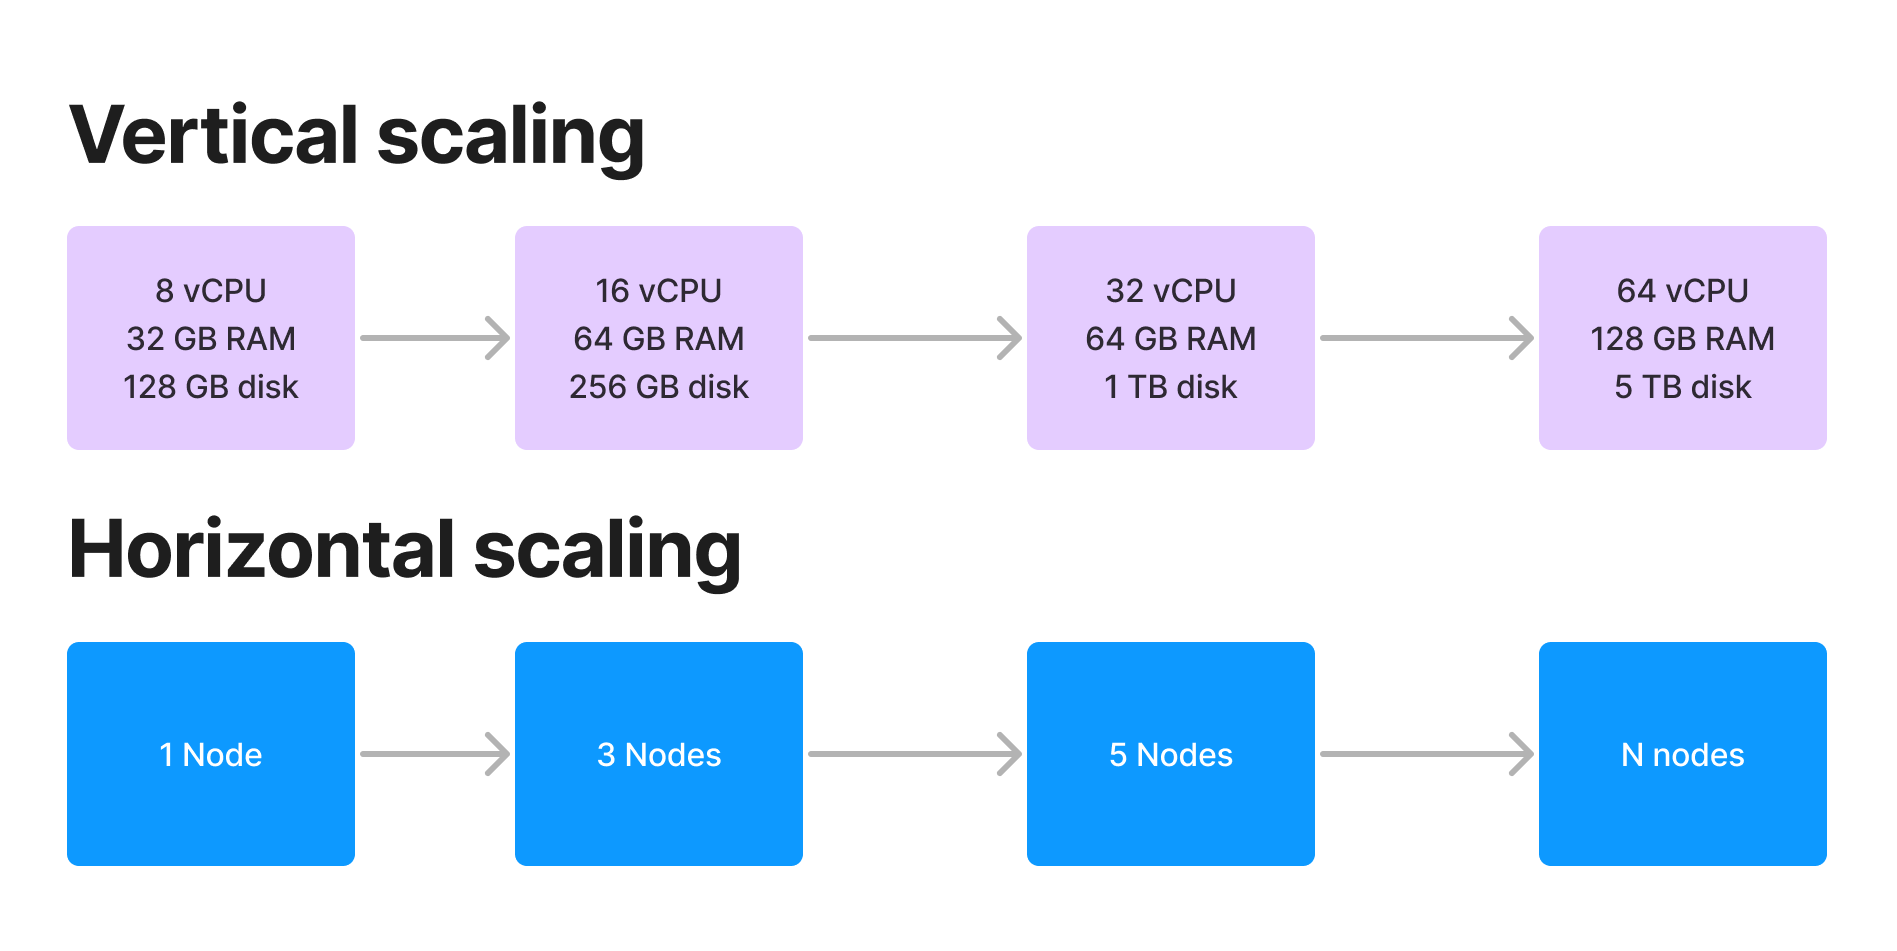 Vertical scaling
8 vCPU
32 GB RAM
128 GB disk
16 vCPU
64 GB RAM
256 GB disk
32 vCPU
64 GB RAM
1 TB disk
64 vCPU
128 GB RAM
5 TB disk
Horizontal scaling
1 Node
3 Nodes
5 Nodes
N nodes